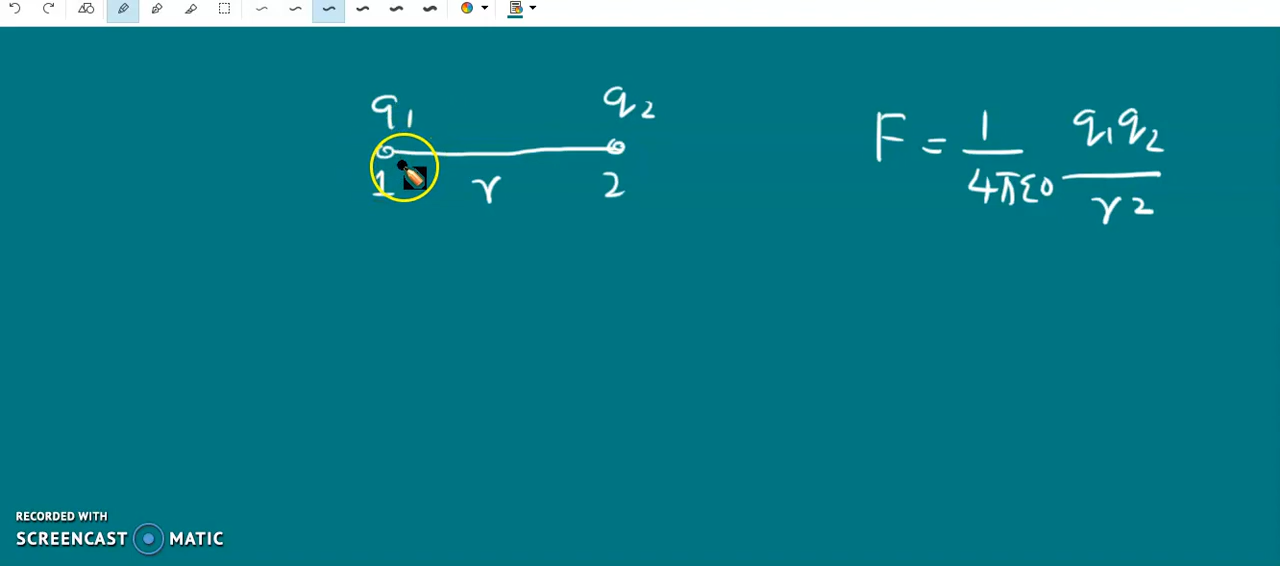 q₁ q₂
1 r 2
F = 1/4πε0 q₁q₂/r2
RECORDED WITH
SCREENCAST MATIC